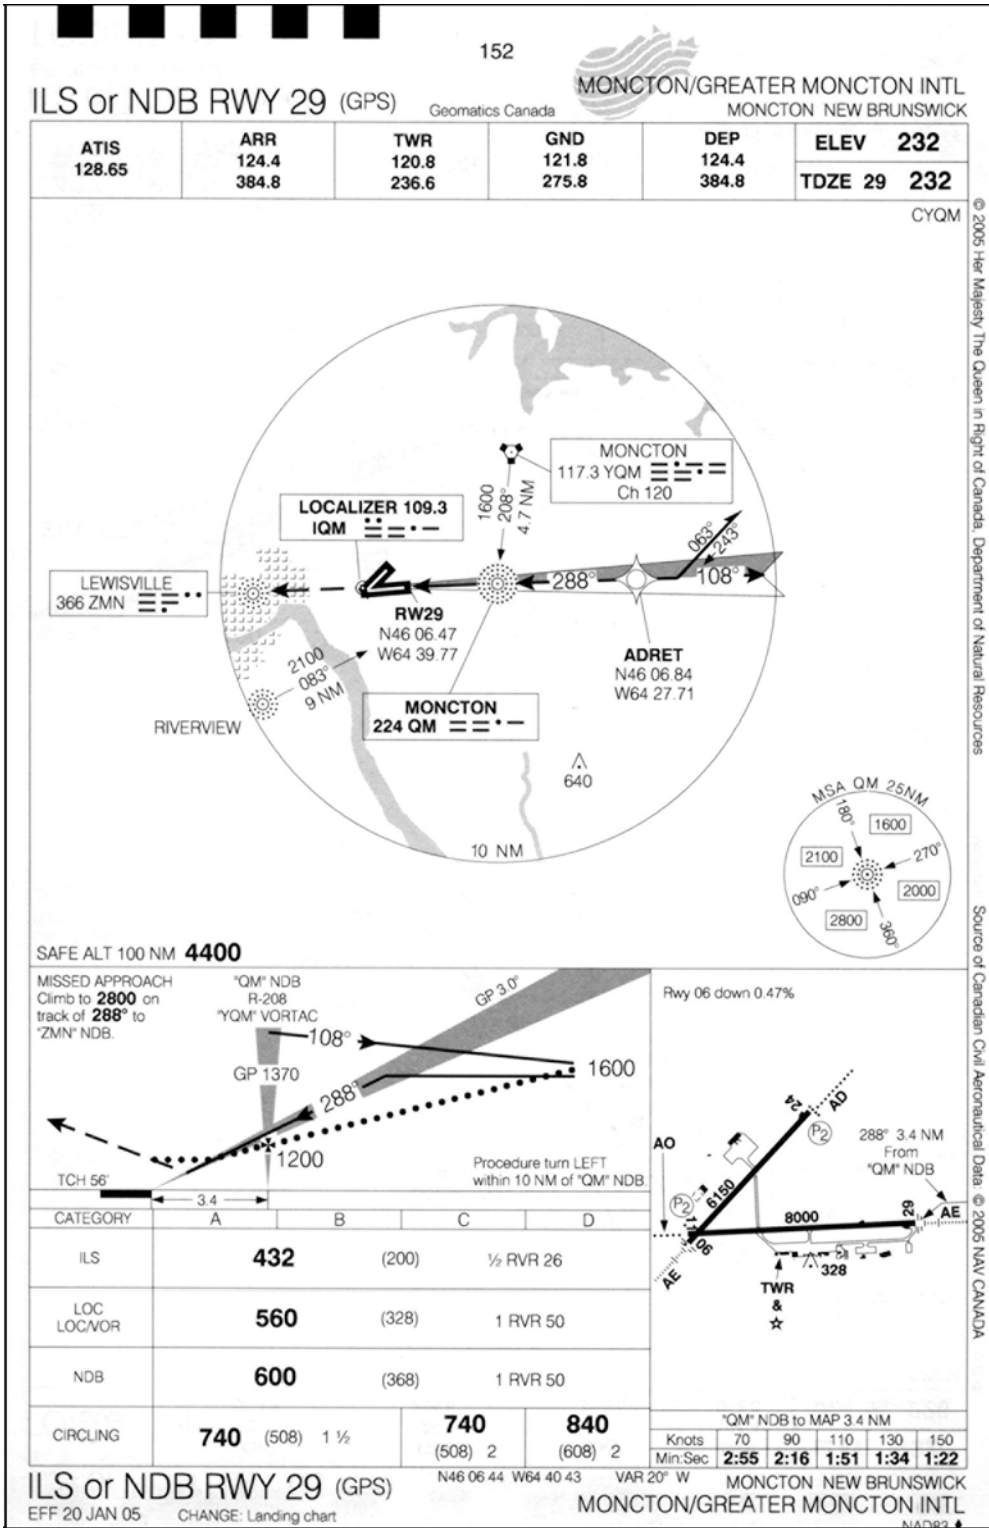 152
ILS or NDB RWY 29 (GPS)
Geomatics Canada
MONCTON/GREATER MONCTON INTL
MONCTON NEW BRUNSWICK
ATIS
128.65
ARR
124.4
384.8
TWR
120.8
236.6
GND
121.8
275.8
DEP
124.4
384.8
ELEV 232
TDZE 29 232
CYQM
© 2005 Her Majesty The Queen in Right of Canada, Department of Natural Resources
MONCTON
117.3 YQM
Ch 120
1600
208°
4.7 NM
LOCALIZER 109.3
IQM
063°
243°
LEWISVILLE
366 ZMN
288°
108°
RW29
N46 06.47
W64 39.77
ADRET
N46 06.84
W64 27.71
2100
083°
9 NM
MONCTON
224 QM
RIVERVIEW
640
10 NM
MSA QM 25NM
180°
1600
2100
270°
090°
2000
2800
360°
SAFE ALT 100 NM 4400
Source of Canadian Civil Aeronautical Data: © 2005 NAV CANADA
MISSED APPROACH
Climb to 2800 on
track of 288° to
"ZMN" NDB.
"QM" NDB
R-208
"YQM" VORTAC
GP 3.0°
108°
GP 1370
1600
288°
1200
TCH 56'
3.4
Procedure turn LEFT
within 10 NM of "QM" NDB.
Rwy 06 down 0.47%
24
AD
P2
AO
288° 3.4 NM
From
"QM" NDB
6150
P2
8000
29
AE
11
06
AE
328
TWR
&
CATEGORY A B C D
ILS 432 (200) ½ RVR 26
LOC
LOC/VOR
560 (328) 1 RVR 50
NDB 600 (368) 1 RVR 50
CIRCLING 740 (508) 1 ½
740
(508) 2
840
(608) 2
"QM" NDB to MAP 3.4 NM
Knots 70 90 110 130 150
Min:Sec 2:55 2:16 1:51 1:34 1:22
N46 06 44 W64 40 43 VAR 20° W
ILS or NDB RWY 29 (GPS)
MONCTON NEW BRUNSWICK
MONCTON/GREATER MONCTON INTL
EFF 20 JAN 05 CHANGE: Landing chart
NAD83